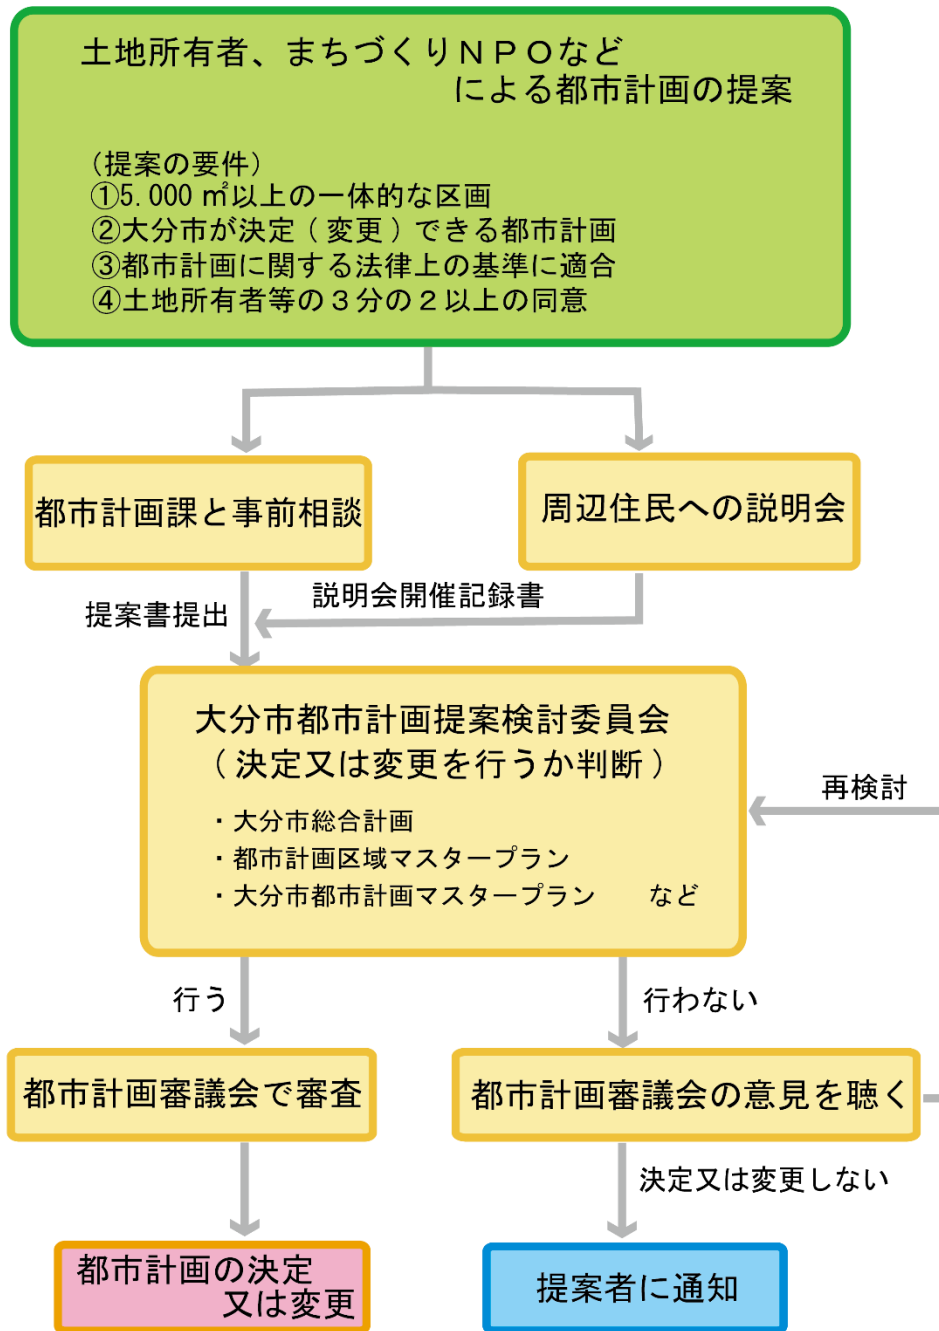 土地所有者、まちづくりNPOなど
による都市計画の提案
（提案の要件）
①5.000㎡以上の一体的な区画
②大分市が決定（変更）できる都市計画
③都市計画に関する法律上の基準に適合
④土地所有者等の3分の2以上の同意
都市計画課と事前相談
周辺住民への説明会
提案書提出
説明会開催記録書
大分市都市計画提案検討委員会
（決定又は変更を行うか判断）
・大分市総合計画
・都市計画区域マスタープラン
・大分市都市計画マスタープラン　など
再検討
行う
行わない
都市計画審議会で審査
都市計画審議会の意見を聴く
決定又は変更しない
都市計画の決定
又は変更
提案者に通知